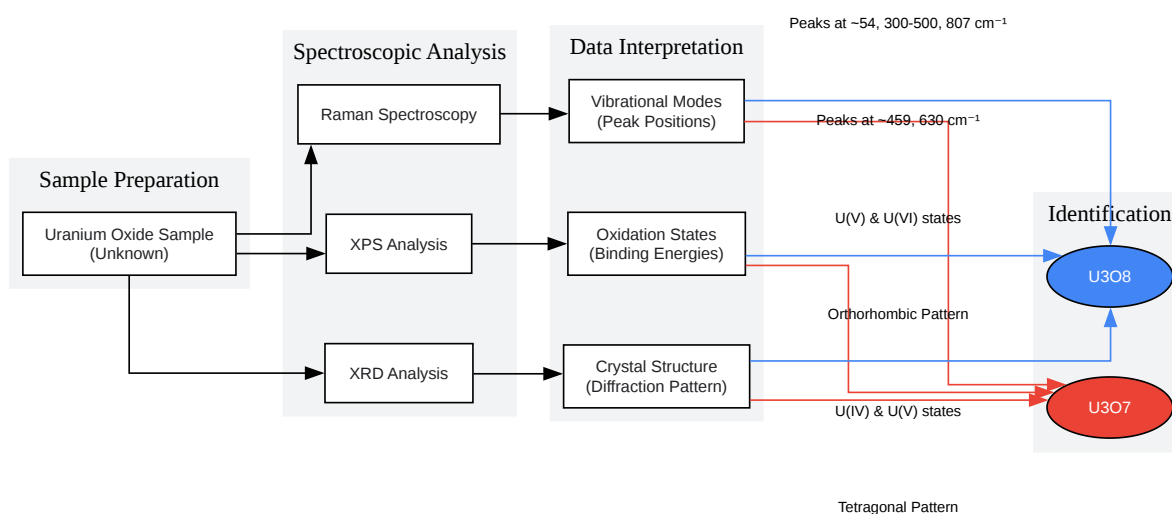 Peaks at ~54, 300-500, 807 cm⁻¹
Spectroscopic Analysis
Data Interpretation
Raman Spectroscopy
Vibrational Modes
(Peak Positions)
Peaks at ~459, 630 cm⁻¹
Sample Preparation
Uranium Oxide Sample
(Unknown)
XPS Analysis
Oxidation States
(Binding Energies)
U(V) & U(VI) states
Identification
U3O8
Orthorhombic Pattern
XRD Analysis
Crystal Structure
(Diffraction Pattern)
U(IV) & U(V) states
U3O7
Tetragonal Pattern